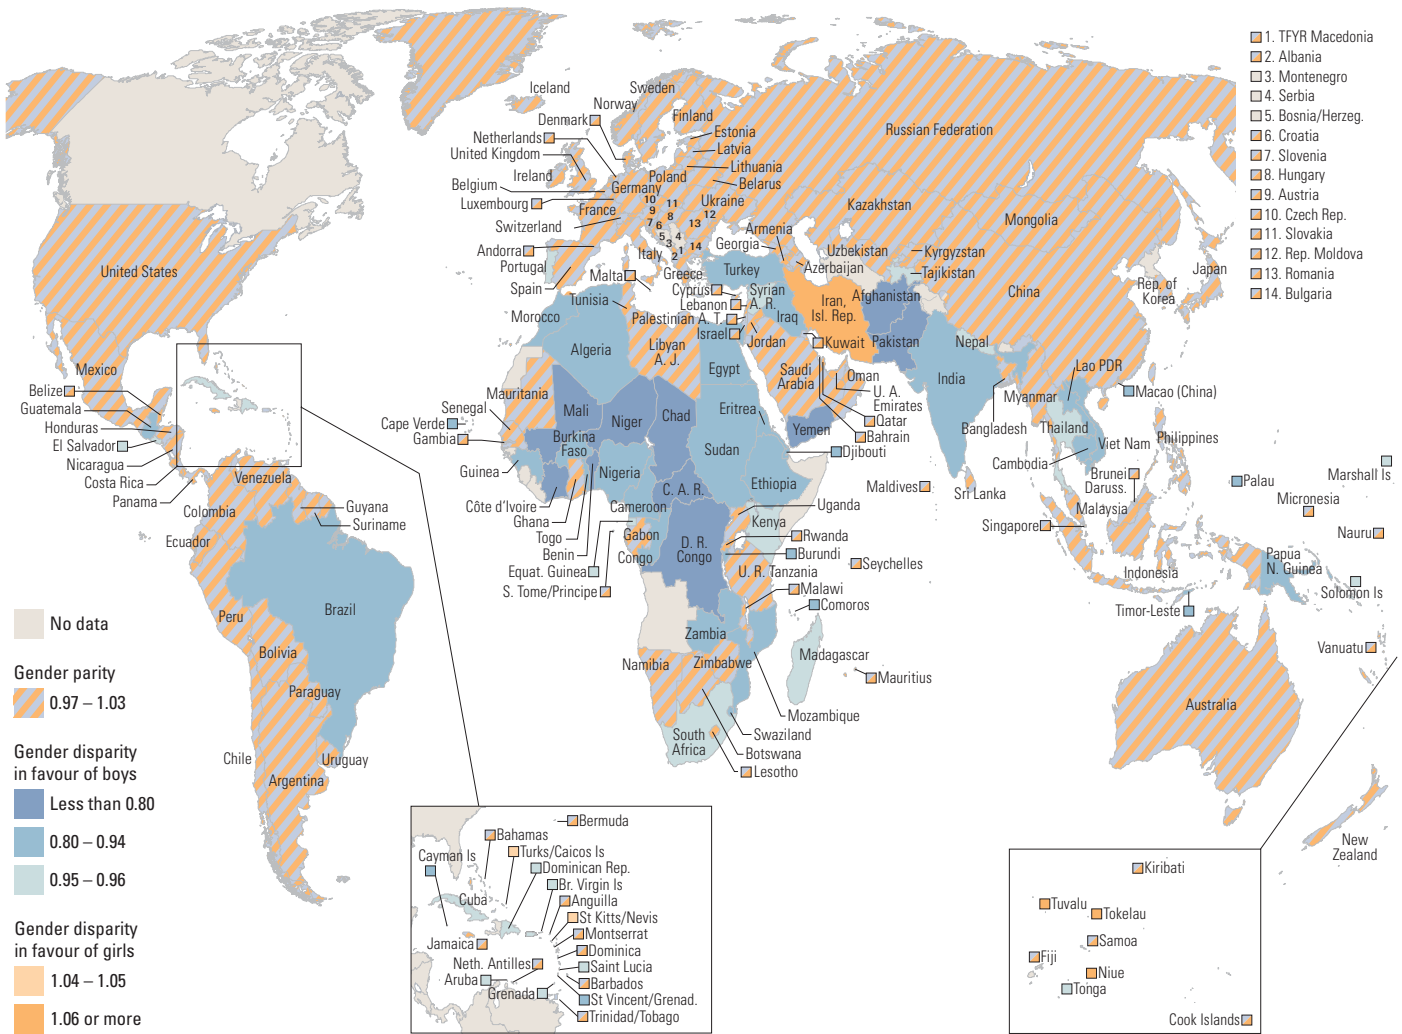 1. TFYR Macedonia
2. Albania
3. Montenegro
4. Serbia
5. Bosnia/Herzeg.
6. Croatia
7. Slovenia
8. Hungary
9. Austria
10. Czech Rep.
11. Slovakia
12. Rep. Moldova
13. Romania
14. Bulgaria
Iceland
Norway
Sweden
Denmark
Finland
Netherlands
Estonia
United Kingdom
Latvia
Russian Federation
Ireland
Lithuania
Poland
Belarus
Belgium
Germany
Luxembourg
10
11
Ukraine
France
9
8
12
Kazakhstan
Switzerland
7
6
13
Mongolia
Armenia
5
4
14
Georgia
Andorra
3
1
Uzbekistan
Kyrgyzstan
Italy
2
Portugal
Azerbaijan
Tajikistan
Japan
United States
Spain
Malta
Greece
Turkey
Rep. of
Korea
Tunisia
Cyprus
Syrian
A. R.
Lebanon
Iran,
Isl. Rep.
Afghanistan
China
Morocco
Palestinian A. T.
Iraq
Israel
Jordan
Kuwait
Pakistan
Nepal
Algeria
Libyan
A. J.
Egypt
Saudi
Arabia
Oman
India
Lao PDR
Mexico
Belize
Mauritania
U. A.
Emirates
Myanmar
Macao (China)
Guatemala
Senegal
Mali
Niger
Chad
Eritrea
Qatar
Bangladesh
Thailand
Honduras
Cape Verde
Gambia
Burkina
Faso
Yemen
Bahrain
Viet Nam
Philippines
El Salvador
Sudan
Djibouti
Nicaragua
Guinea
Nigeria
Cambodia
Marshall Is
Costa Rica
Venezuela
Ethiopia
Maldives
Sri Lanka
Brunei
Daruss.
Palau
Panama
Côte d'Ivoire
C. A. R.
Micronesia
Guyana
Colombia
Cameroon
Uganda
Malaysia
Suriname
Ghana
Kenya
Singapore
Nauru
Ecuador
Togo
Gabon
Rwanda
Benin
Congo
D. R.
Congo
Burundi
Papua
N. Guinea
Equat. Guinea
U. R. Tanzania
Seychelles
Indonesia
S. Tome/Principe
Malawi
Solomon Is
Peru
Brazil
Comoros
Timor-Leste
No data
Zambia
Bolivia
Madagascar
Vanuatu
Gender parity
Namibia
Zimbabwe
Mauritius
0.97 – 1.03
Paraguay
Mozambique
Australia
Gender disparity
in favour of boys
Chile
Uruguay
South
Africa
Swaziland
Botswana
Argentina
Lesotho
Less than 0.80
0.80 – 0.94
0.95 – 0.96
New
Zealand
Gender disparity
in favour of girls
1.04 – 1.05
1.06 or more
Bermuda
Bahamas
Cayman Is
Turks/Caicos Is
Dominican Rep.
Br. Virgin Is
Cuba
Anguilla
St Kitts/Nevis
Montserrat
Jamaica
Dominica
Neth. Antilles
Saint Lucia
Aruba
Barbados
Grenada
St Vincent/Grenad.
Trinidad/Tobago
Kiribati
Tuvalu
Tokelau
Samoa
Fiji
Niue
Tonga
Cook Islands